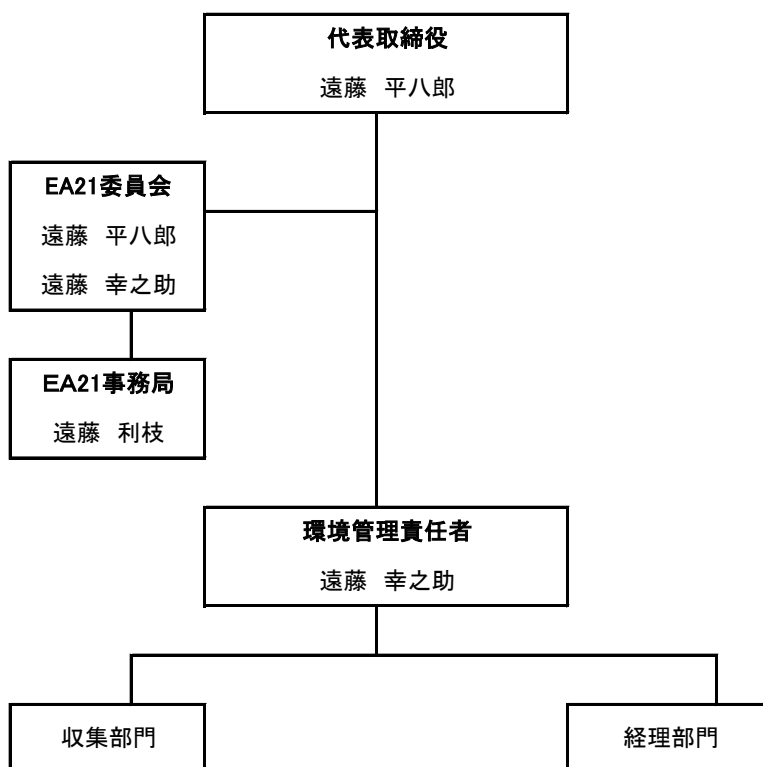 代表取締役
遠藤　平八郎
EA21委員会
遠藤　平八郎
遠藤　幸之助
EA21事務局
遠藤　利枝
環境管理責任者
遠藤　幸之助
収集部門
経理部門